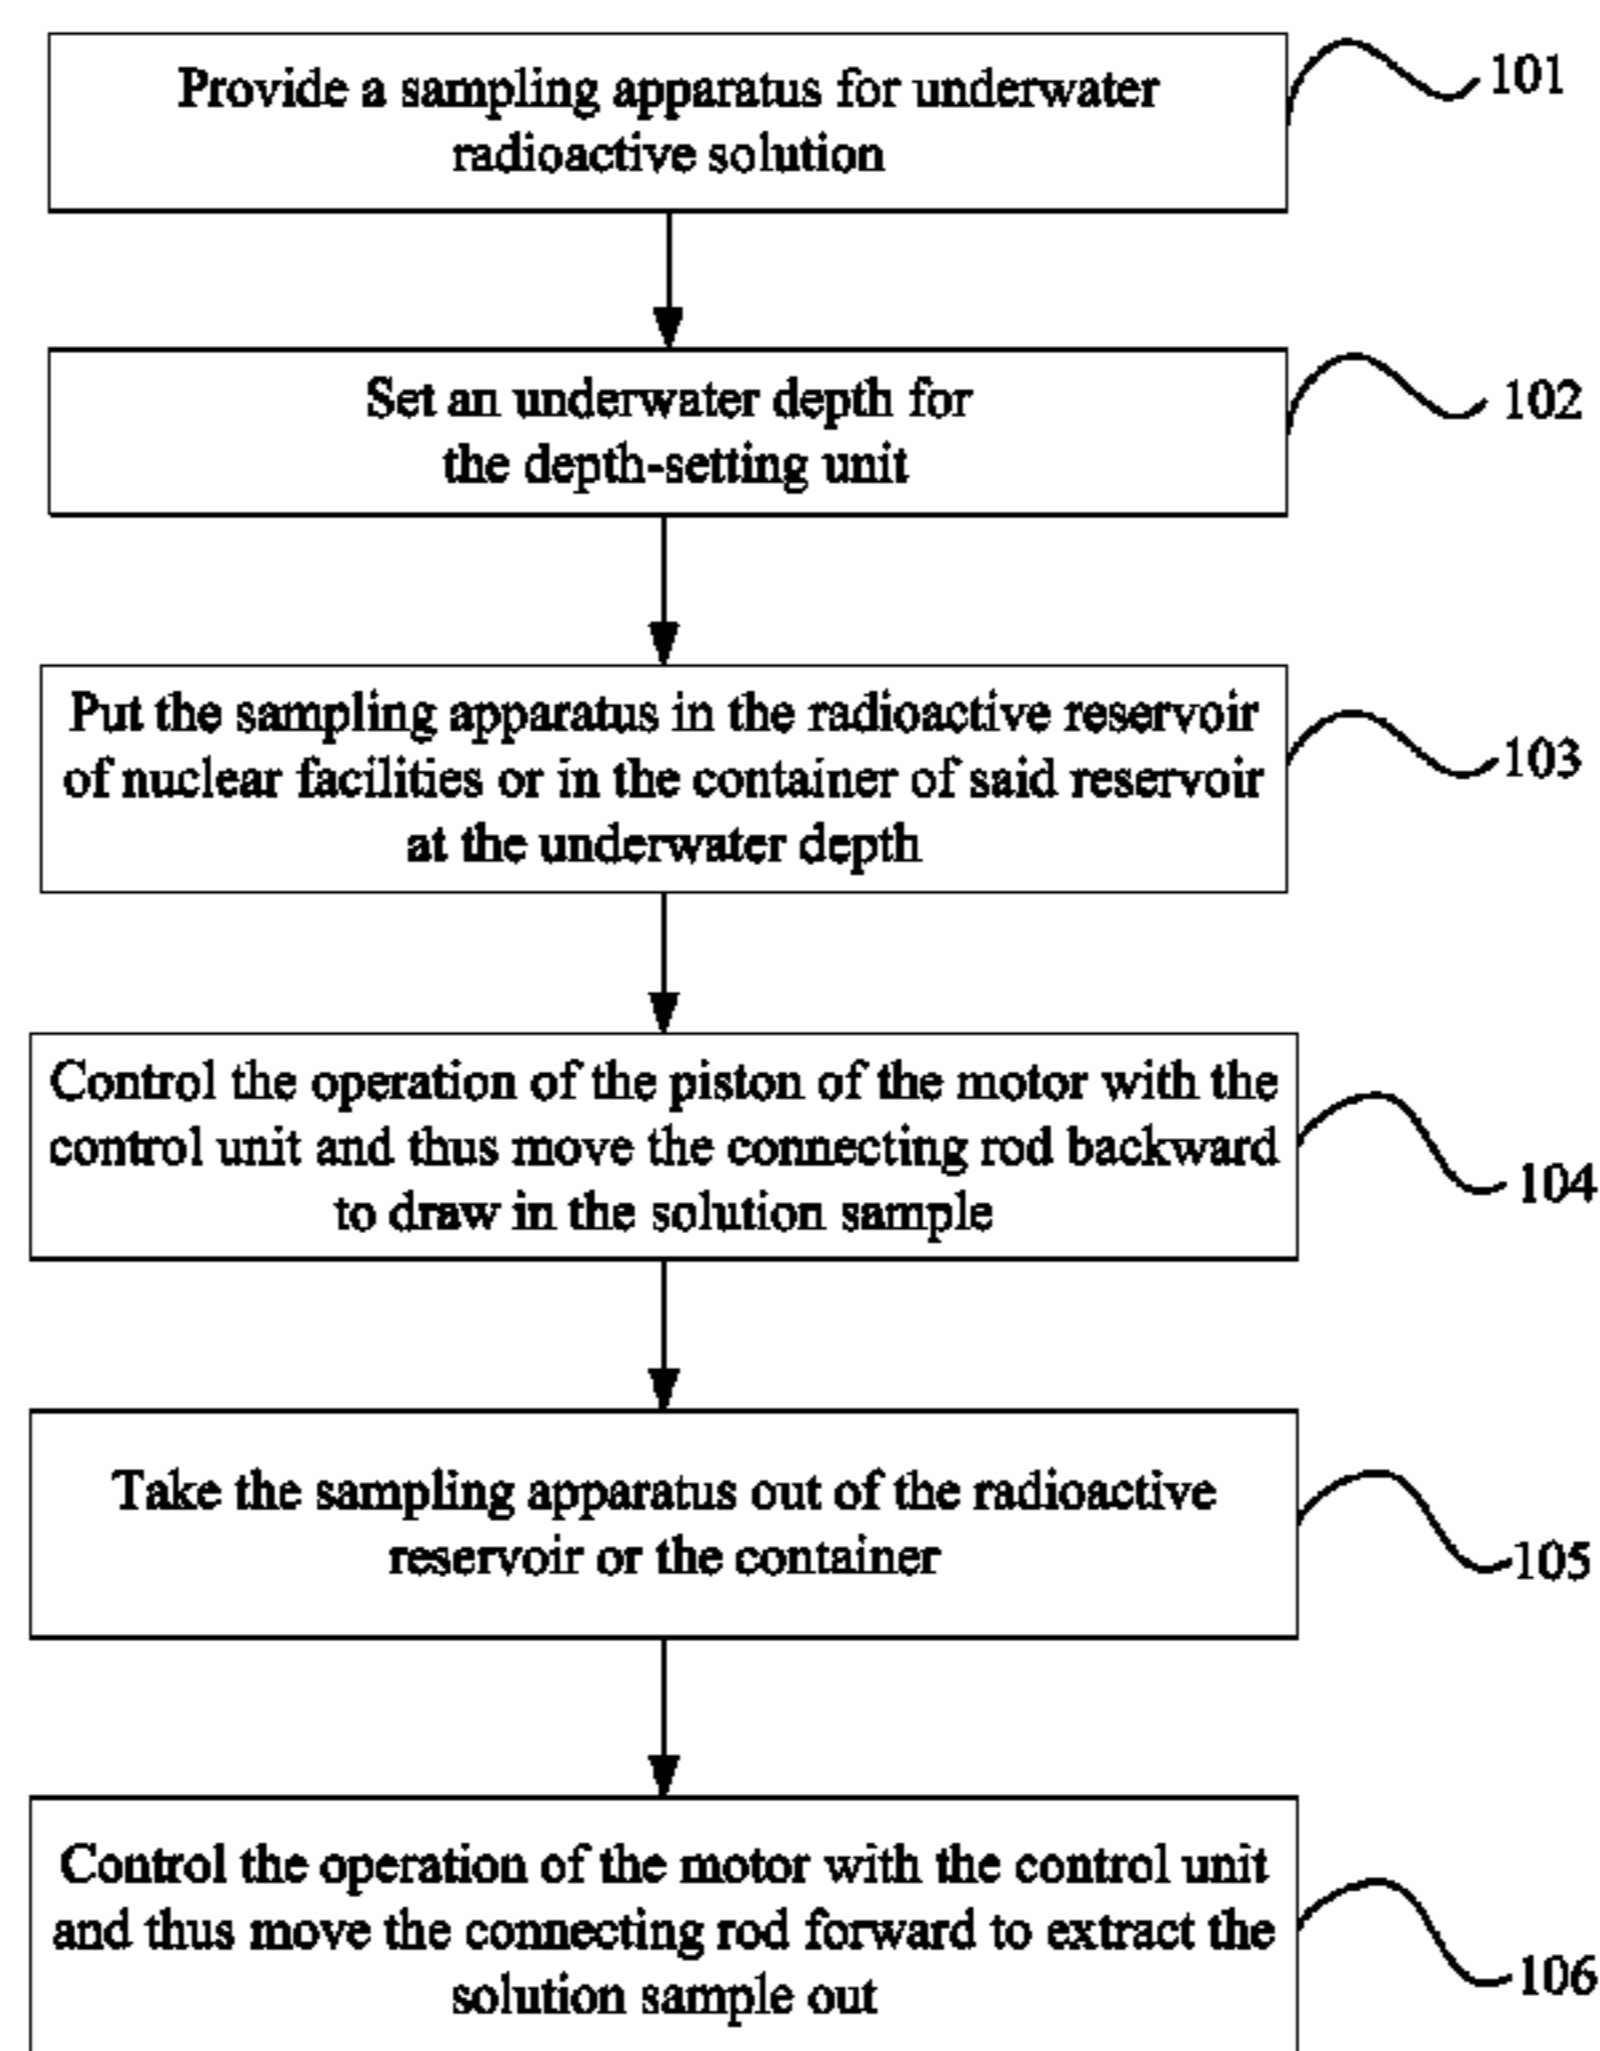 Provide a sampling apparatus for underwater
radioactive solution
101
Set an underwater depth for
the depth-setting unit
102
Put the sampling apparatus in the radioactive reservoir
of nuclear facilities or in the container of said reservoir
at the underwater depth
103
Control the operation of the piston of the motor with the
control unit and thus move the connecting rod backward
to draw in the solution sample
104
Take the sampling apparatus out of the radioactive
reservoir or the container
105
Control the operation of the motor with the control unit
and thus move the connecting rod forward to extract the
solution sample out
106